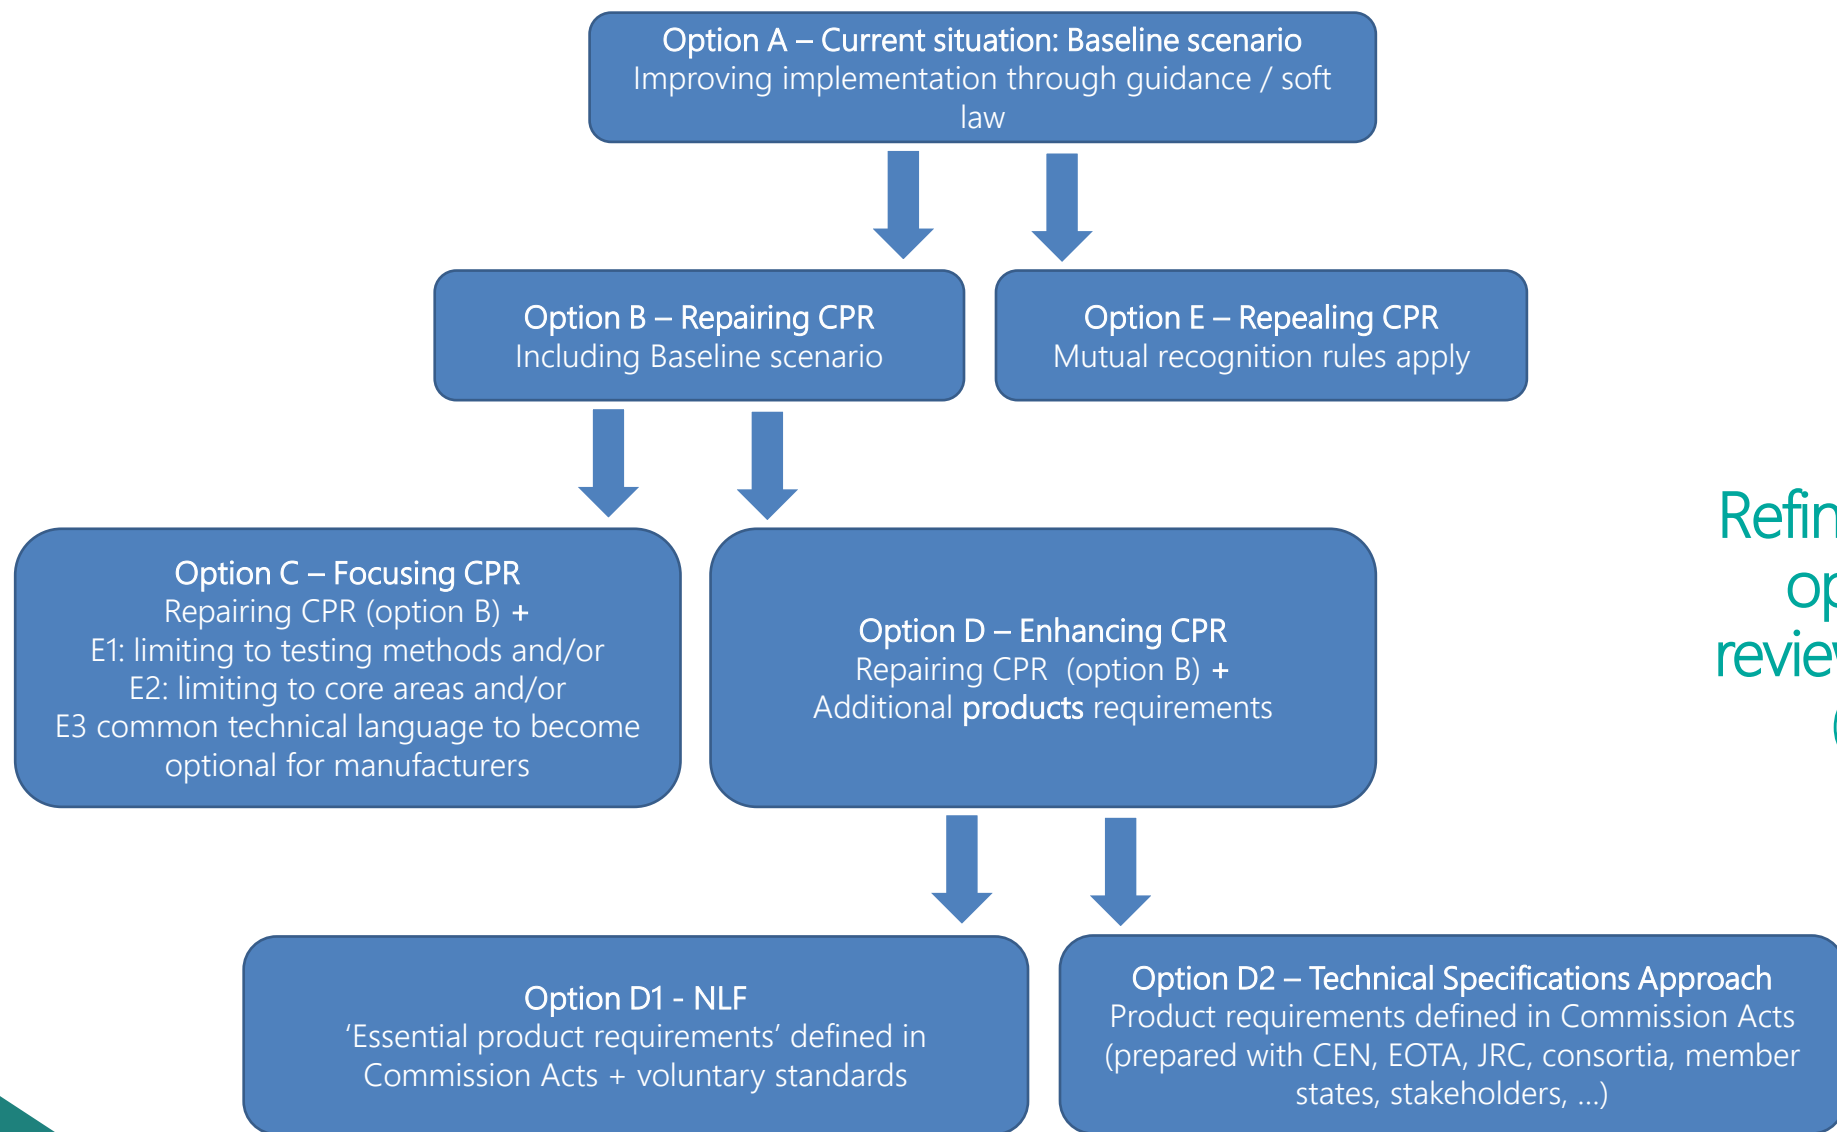 Option A – Current situation: Baseline scenario
Improving implementation through guidance / soft
law
Option B – Repairing CPR
Including Baseline scenario
Option E – Repealing CPR
Mutual recognition rules apply
Option C – Focusing CPR
Repairing CPR (option B) +
E1: limiting to testing methods and/or
E2: limiting to core areas and/or
E3 common technical language to become
optional for manufacturers
Option D – Enhancing CPR
Repairing CPR (option B) +
Additional products requirements
Option D1 - NLF
‘Essential product requirements’ defined in
Commission Acts + voluntary standards
Option D2 – Technical Specifications Approach
Product requirements defined in Commission Acts
(prepared with CEN, EOTA, JRC, consortia, member
states, stakeholders, …)